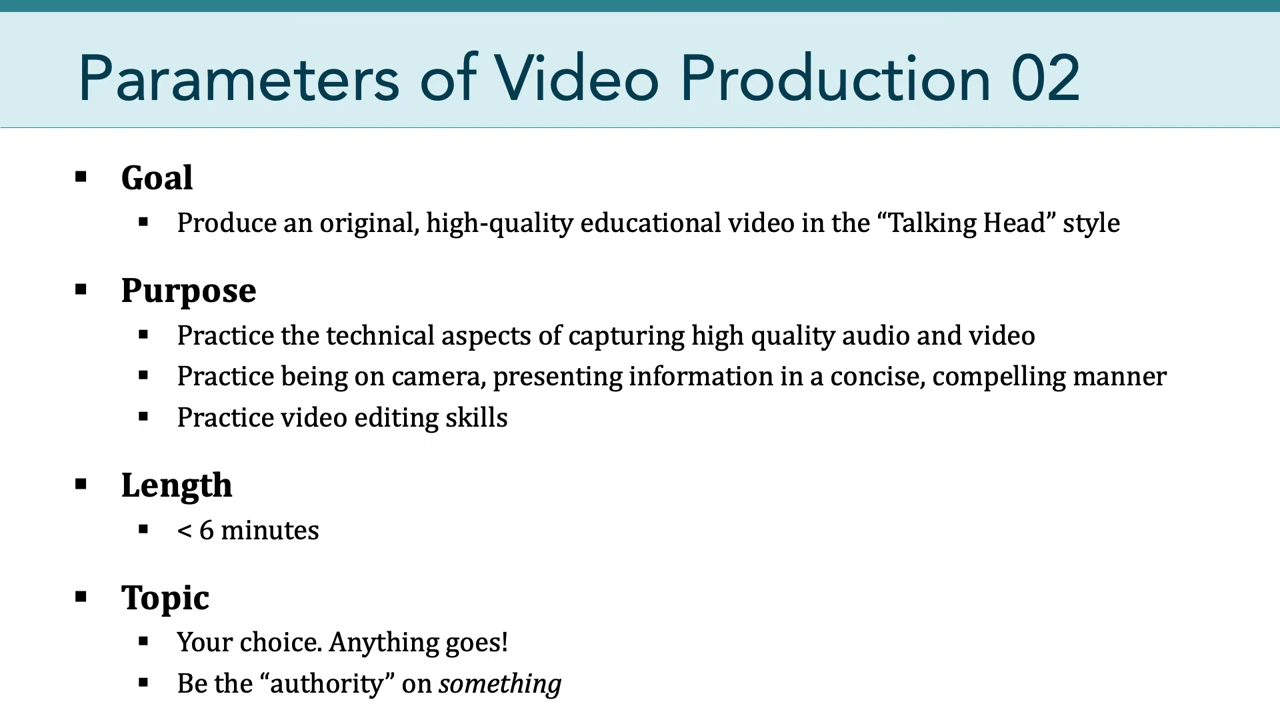 Parameters of Video Production 02
▪ Goal
▪ Produce an original, high-quality educational video in the “Talking Head” style
▪ Purpose
▪ Practice the technical aspects of capturing high quality audio and video
▪ Practice being on camera, presenting information in a concise, compelling manner
▪ Practice video editing skills
▪ Length
▪ < 6 minutes
▪ Topic
▪ Your choice. Anything goes!
▪ Be the “authority” on something